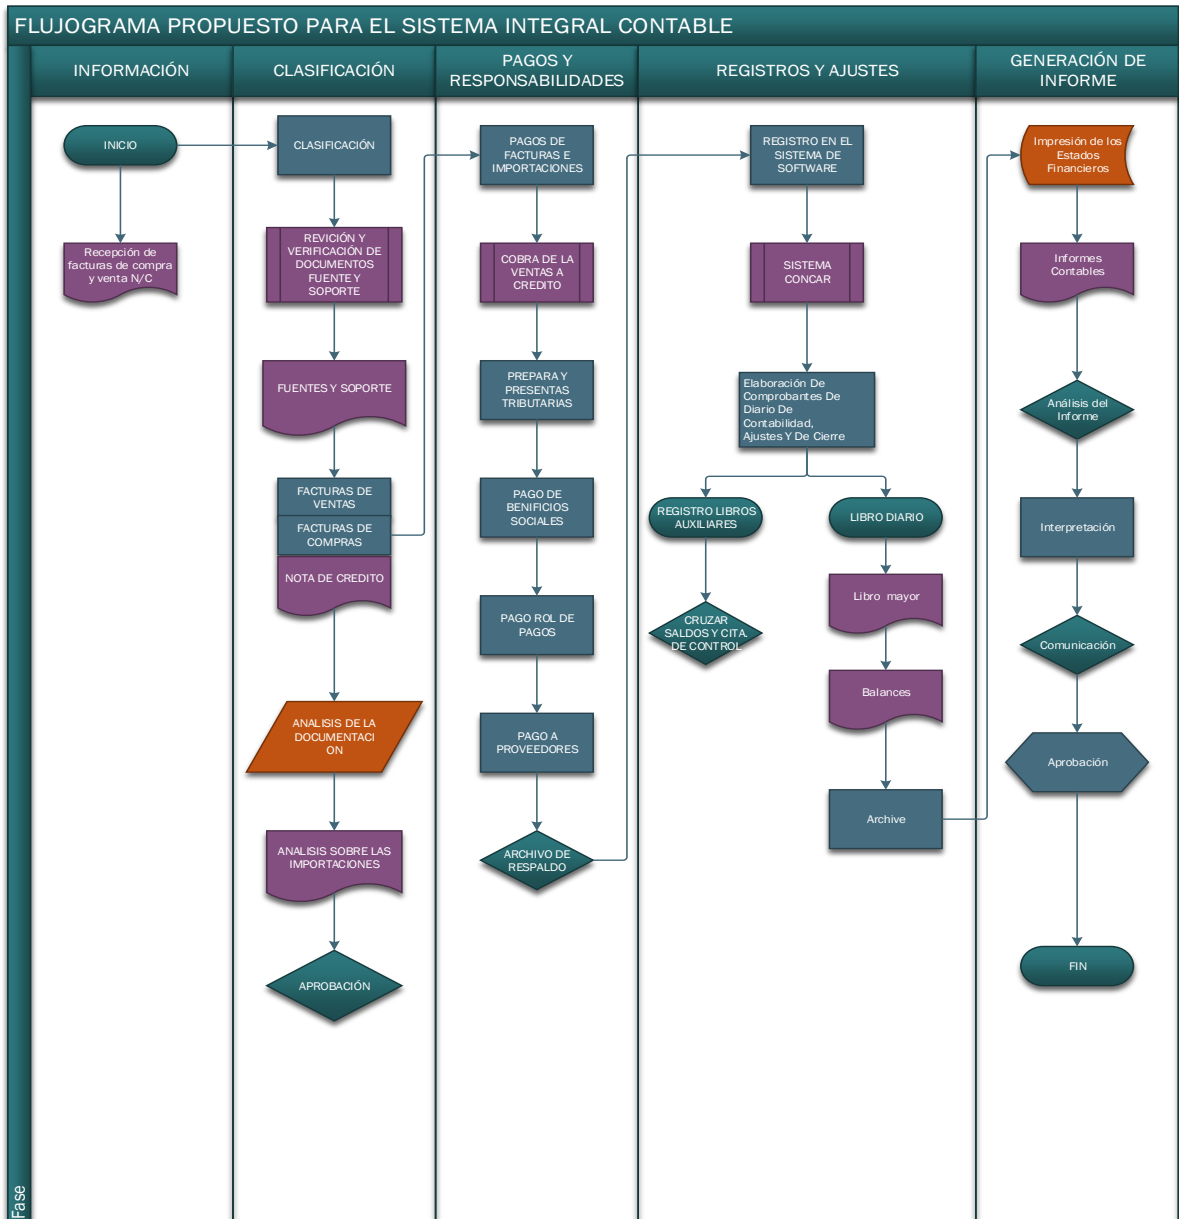 FLUJOGRAMA PROPUESTO PARA EL SISTEMA INTEGRAL CONTABLE
INFORMACIÓN
CLASIFICACIÓN
PAGOS Y
RESPONSABILIDADES
REGISTROS Y AJUSTES
GENERACIÓN DE
INFORME
INICIO
Recepción de
facturas de compra
y venta N/C
CLASIFICACIÓN
REVICIÓN Y
VERIFICACIÓN DE
DOCUMENTOS
FUENTE Y
SOPORTE
FUENTES Y SOPORTE
FACTURAS DE
VENTAS
FACTURAS DE
COMPRAS
NOTA DE CREDITO
ANALISIS DE LA
DOCUMENTACI
ON
ANALISIS SOBRE LAS
IMPORTACIONES
APROBACIÓN
PAGOS DE
FACTURAS E
IMPORTACIONES
COBRA DE LA
VENTAS A
CREDITO
PREPARA Y
PRESENTAS
TRIBUTARIAS
PAGO DE
BENIFICIOS
SOCIALES
PAGO ROL DE
PAGOS
PAGO A
PROVEEDORES
ARCHIVO DE
RESPALDO
REGISTRO EN EL
SISTEMA DE
SOFTWARE
SISTEMA
CONCAR
Elaboración De
Comprobantes De
Diario De
Contabilidad,
Ajustes Y De Cierre
REGISTRO LIBROS
AUXILIARES
CRUZAR
SALDOS Y CITA.
DE CONTROL
LIBRO DIARIO
Libro mayor
Balances
Archive
Impresión de los
Estados
Financieros
Informes
Contables
Análisis del
Informe
Interpretación
Comunicación
Aprobación
FIN
Fase